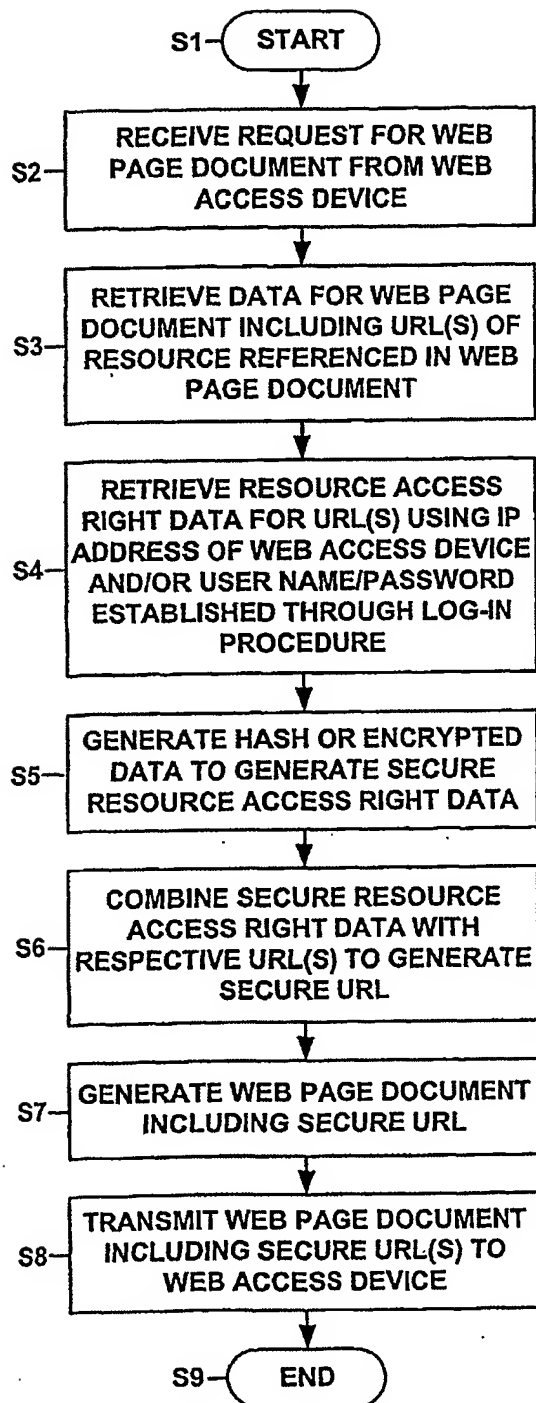 S1
START
S2
RECEIVE REQUEST FOR WEB
PAGE DOCUMENT FROM WEB
ACCESS DEVICE
S3
RETRIEVE DATA FOR WEB PAGE
DOCUMENT INCLUDING URL(S) OF
RESOURCE REFERENCED IN WEB
PAGE DOCUMENT
S4
RETRIEVE RESOURCE ACCESS
RIGHT DATA FOR URL(S) USING IP
ADDRESS OF WEB ACCESS DEVICE
AND/OR USER NAME/PASSWORD
ESTABLISHED THROUGH LOG-IN
PROCEDURE
S5
GENERATE HASH OR ENCRYPTED
DATA TO GENERATE SECURE
RESOURCE ACCESS RIGHT DATA
S6
COMBINE SECURE RESOURCE
ACCESS RIGHT DATA WITH
RESPECTIVE URL(S) TO GENERATE
SECURE URL
S7
GENERATE WEB PAGE DOCUMENT
INCLUDING SECURE URL
S8
TRANSMIT WEB PAGE DOCUMENT
INCLUDING SECURE URL(S) TO
WEB ACCESS DEVICE
S9
END